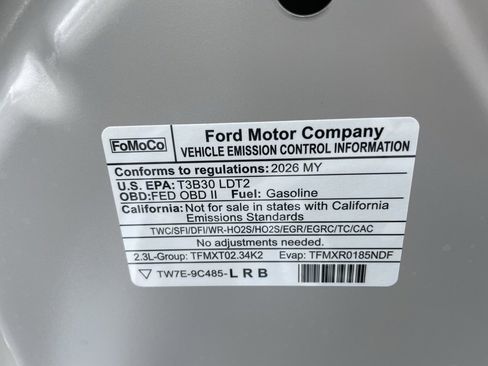 FoMoCo
Ford Motor Company
VEHICLE EMISSION CONTROL INFORMATION
Conforms to regulations: 2026 MY
U.S. EPA: T3B30 LDT2
OBD:FED OBD II Fuel: Gasoline
California: Not for sale in states with California
Emissions Standards
TWC/SFI/DFI/WR-HO2S/HO2S/EGR/EGRC/TC/CAC
No adjustments needed.
2.3L-Group: TFMXT02.34K2 Evap: TFMXR0185NDF
TW7E-9C485-LRB